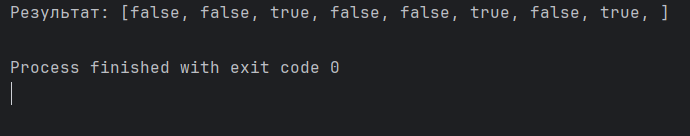 Результат: [false, false, true, false, false, true, false, true, ]
Process finished with exit code 0